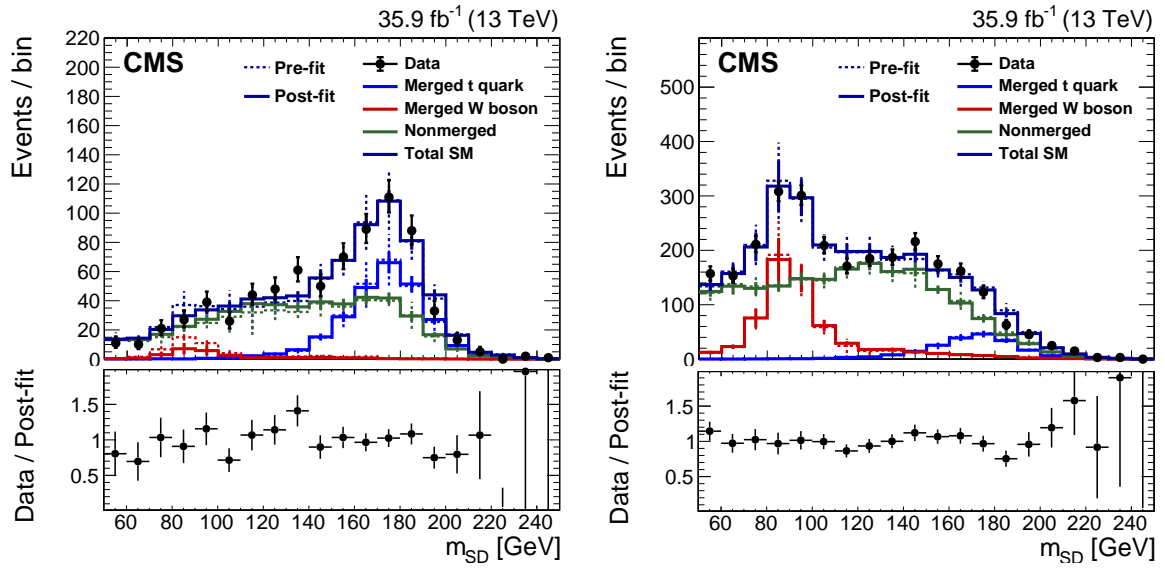 35.9 fb⁻¹ (13 TeV)
CMS
Pre-fit
Post-fit
Data
Merged t quark
Merged W boson
Nonmerged
Total SM
Events / bin
220
200
180
160
140
120
100
80
60
40
20
0
Data / Post-fit
1.5
1
0.5
60 80 100 120 140 160 180 200 220 240
m_SD [GeV]
35.9 fb⁻¹ (13 TeV)
CMS
Pre-fit
Post-fit
Data
Merged t quark
Merged W boson
Nonmerged
Total SM
Events / bin
500
400
300
200
100
0
Data / Post-fit
1.5
1
0.5
60 80 100 120 140 160 180 200 220 240
m_SD [GeV]